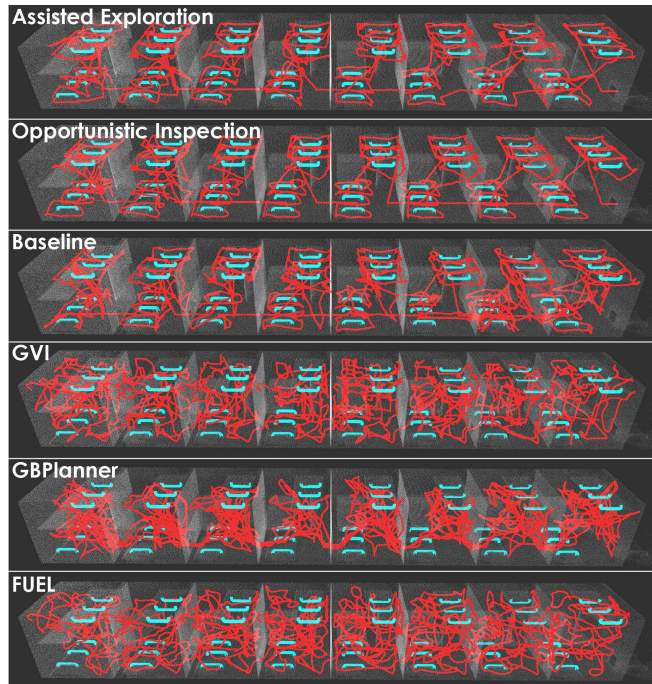 Assisted Exploration
Opportunistic Inspection
Baseline
GVI
GBPlanner
FUEL